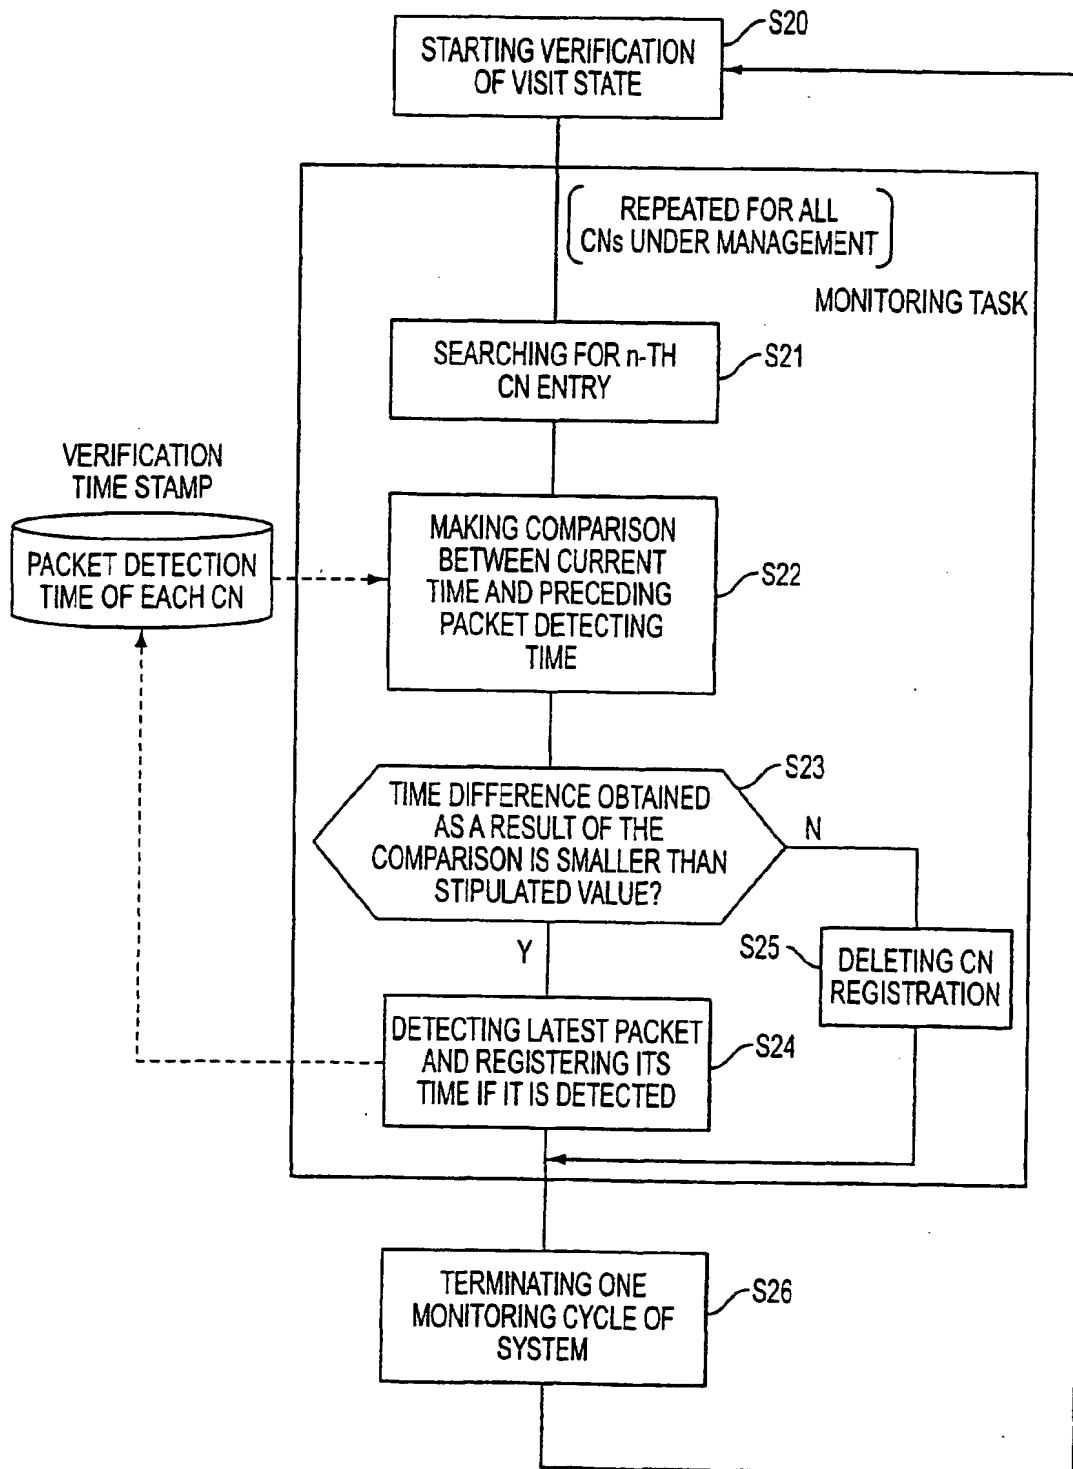 S20
STARTING VERIFICATION
OF VISIT STATE
REPEATED FOR ALL
CNs UNDER MANAGEMENT
MONITORING TASK
SEARCHING FOR n-TH
CN ENTRY
S21
VERIFICATION
TIME STAMP
PACKET DETECTION
TIME OF EACH CN
MAKING COMPARISON
BETWEEN CURRENT
TIME AND PRECEDING
PACKET DETECTING
TIME
S22
S23
TIME DIFFERENCE OBTAINED
AS A RESULT OF THE
COMPARISON IS SMALLER THAN
STIPULATED VALUE?
N
Y
S25
DELETING CN
REGISTRATION
DETECTING LATEST PACKET
AND REGISTERING ITS
TIME IF IT IS DETECTED
S24
TERMINATING ONE
MONITORING CYCLE OF
SYSTEM
S26